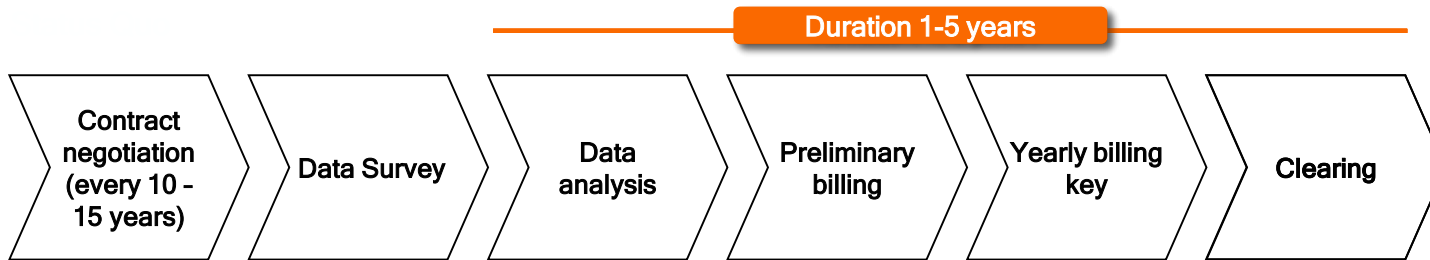 Duration 1-5 years
Contract
negotiation
(every 10 –
15 years)
Data Survey
Data
analysis
Preliminary
billing
Yearly billing
key
Clearing